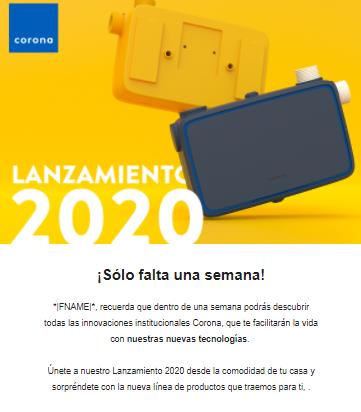 corona
LANZAMIENTO
2020
¡Sólo falta una semana!
*|FNAME|*, recuerda que dentro de una semana podrás descubrir
todas las innovaciones institucionales Corona, que te facilitarán la vida
con nuestras nuevas tecnologías.
Únete a nuestro Lanzamiento 2020 desde la comodidad de tu casa y
sorpréndete con la nueva línea de productos que traemos para ti, .